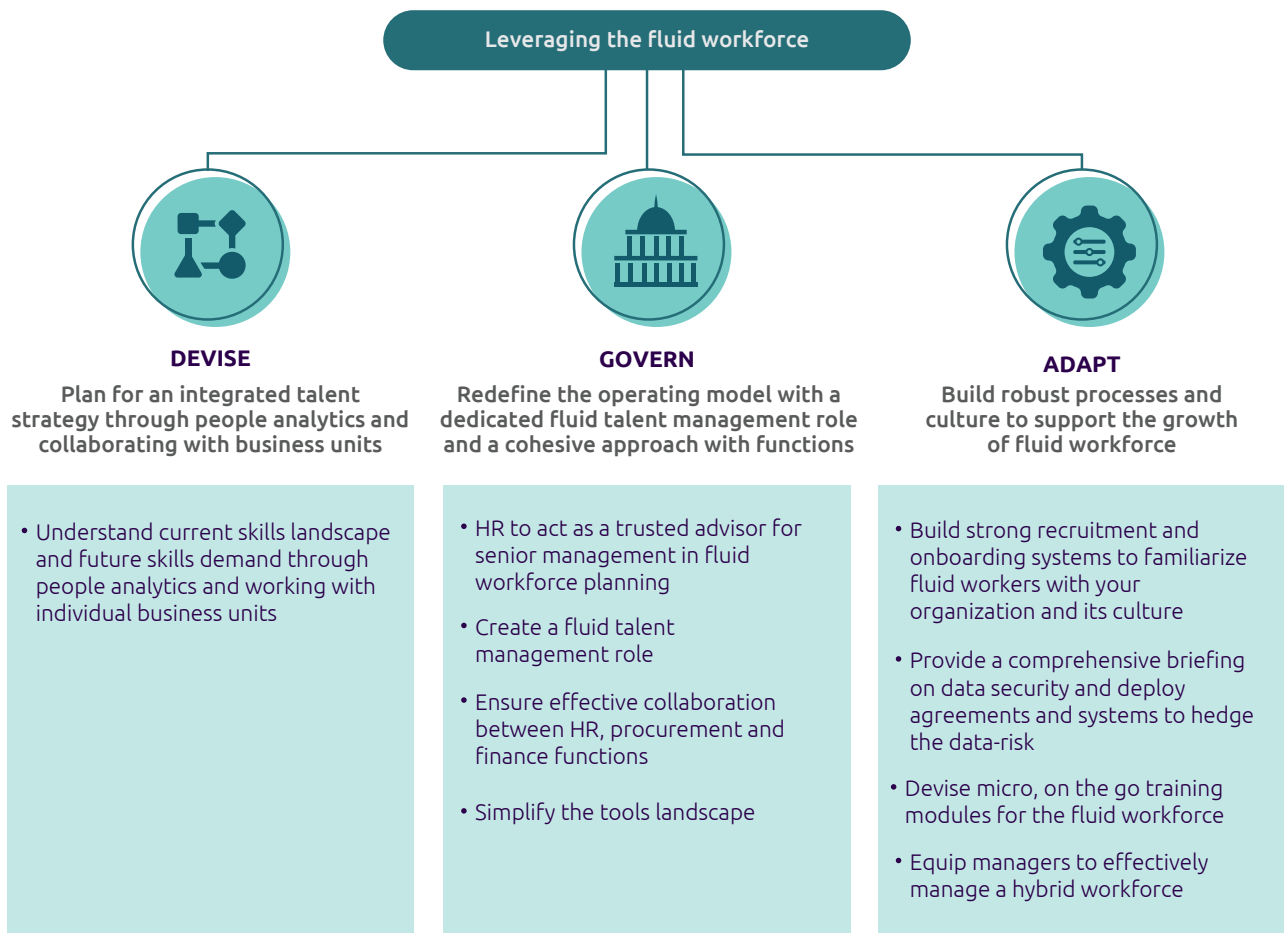 Leveraging the fluid workforce
DEVISE
Plan for an integrated talent
strategy through people analytics and
collaborating with business units
• Understand current skills landscape
and future skills demand through
people analytics and working with
individual business units
GOVERN
Redefine the operating model with a
dedicated fluid talent management role
and a cohesive approach with functions
• HR to act as a trusted advisor for
senior management in fluid
workforce planning
• Create a fluid talent
management role
• Ensure effective collaboration
between HR, procurement and
finance functions
• Simplify the tools landscape
ADAPT
Build robust processes and
culture to support the growth
of fluid workforce
• Build strong recruitment and
onboarding systems to familiarize
fluid workers with your
organization and its culture
• Provide a comprehensive briefing
on data security and deploy
agreements and systems to hedge
the data-risk
• Devise micro, on the go training
modules for the fluid workforce
• Equip managers to effectively
manage a hybrid workforce